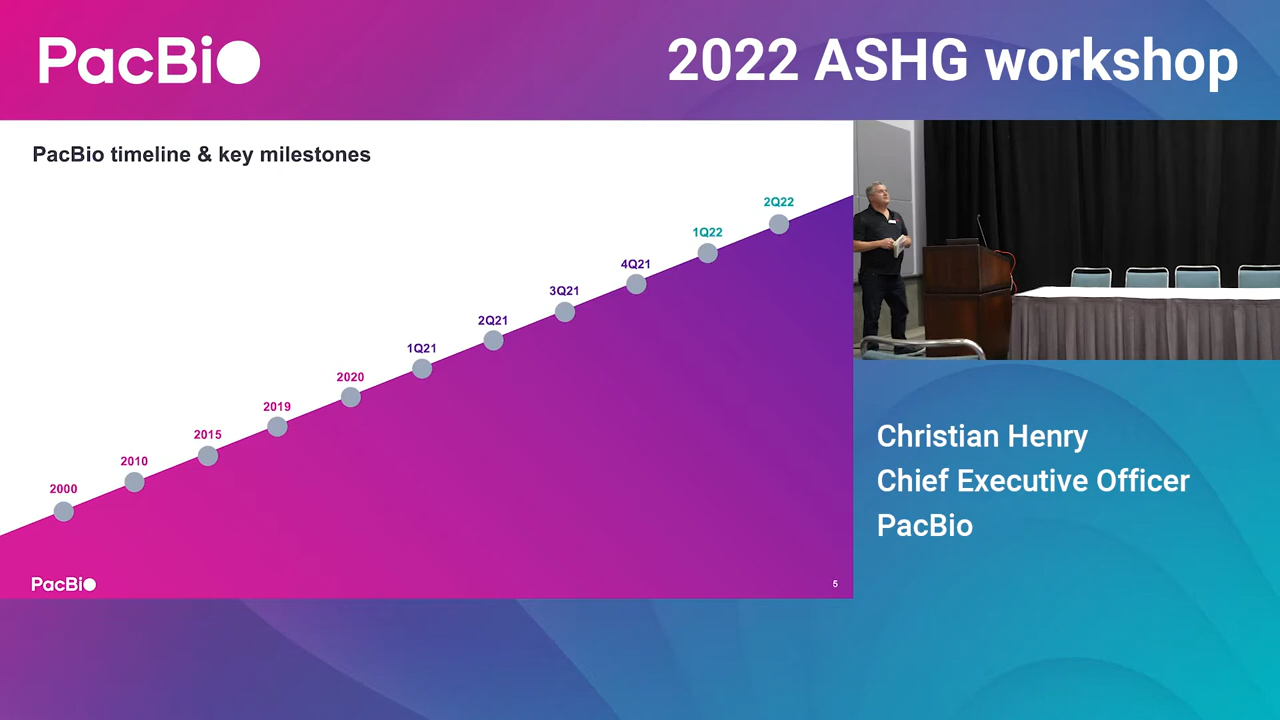 PacBio
2022 ASHG workshop
PacBio timeline & key milestones
2000
2010
2015
2019
2020
1Q21
2Q21
3Q21
4Q21
1Q22
2Q22
PacBio
5
Christian Henry
Chief Executive Officer
PacBio